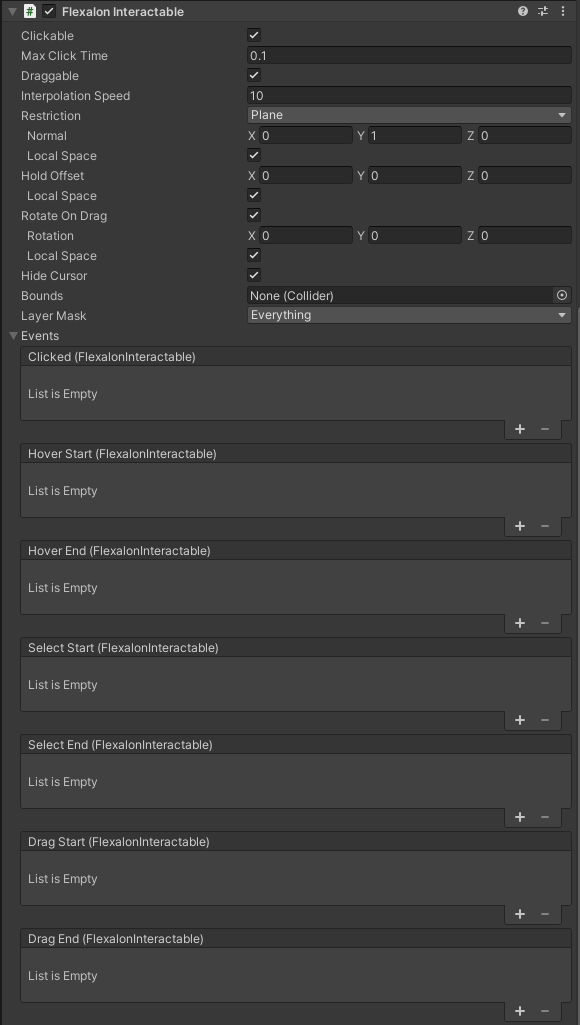 # Flexalon Interactable
Clickable
Max Click Time 0.1
Draggable
Interpolation Speed 10
Restriction Plane
Normal X 0 Y 1 Z 0
Local Space
Hold Offset X 0 Y 0 Z 0
Local Space
Rotate On Drag
Rotation X 0 Y 0 Z 0
Local Space
Hide Cursor
Bounds None (Collider)
Layer Mask Everything
Events
Clicked (FlexalonInteractable)
List is Empty
+ −
Hover Start (FlexalonInteractable)
List is Empty
+ −
Hover End (FlexalonInteractable)
List is Empty
+ −
Select Start (FlexalonInteractable)
List is Empty
+ −
Select End (FlexalonInteractable)
List is Empty
+ −
Drag Start (FlexalonInteractable)
List is Empty
+ −
Drag End (FlexalonInteractable)
List is Empty
+ −